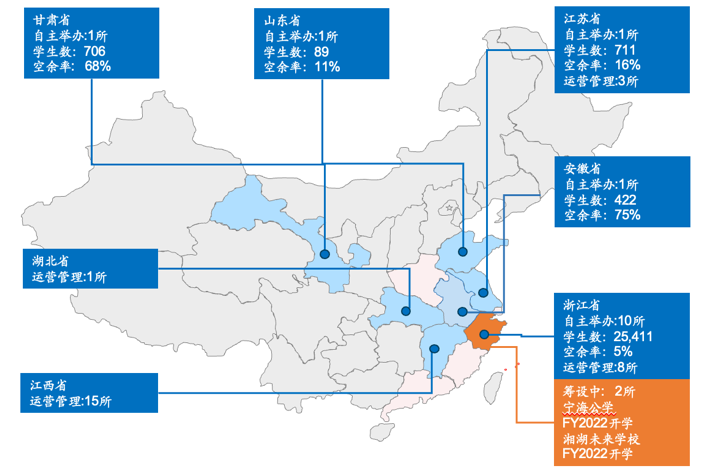 甘肃省
自主举办:1所
学生数：706
空余率：68%
山东省
自主举办:1所
学生数：89
空余率：11%
江苏省
自主举办:1所
学生数：711
空余率：16%
运营管理:3所
安徽省
自主举办:1所
学生数：422
空余率：75%
湖北省
运营管理:1所
浙江省
自主举办:10所
学生数：25,411
空余率：5%
运营管理:8所
江西省
运营管理:15所
筹设中：2所
宁海公学
FY2022开学
湘湖未来学校
FY2022开学